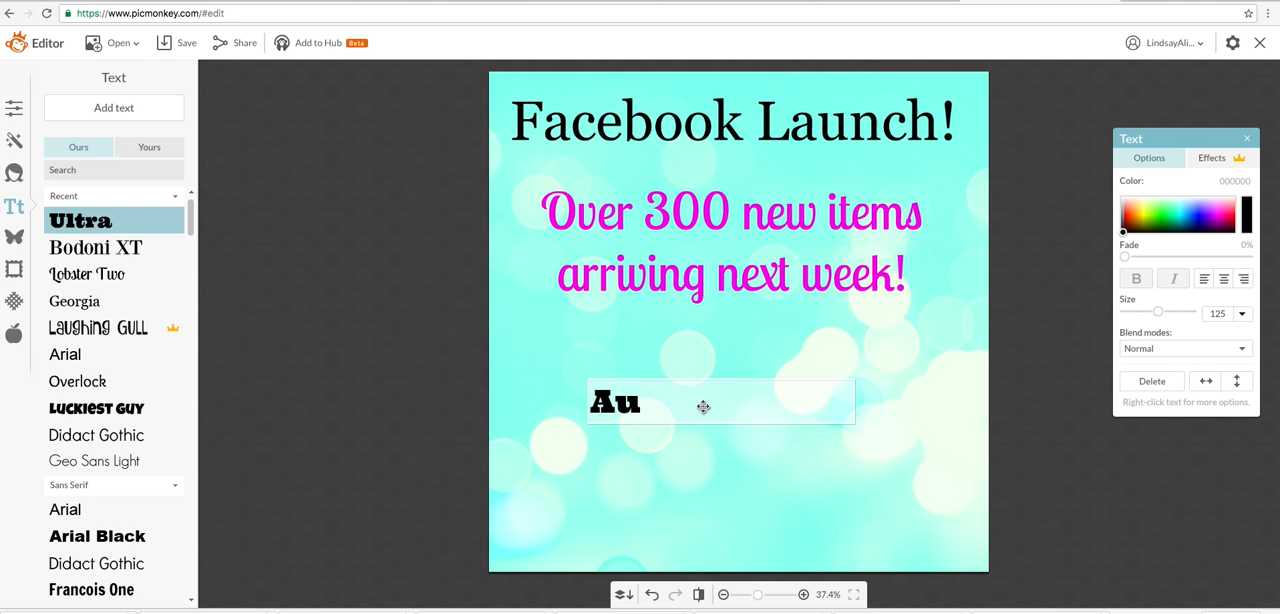 https://www.picmonkey.com/#edit
Editor
Open
Save
Share
Add to Hub Beta
LindsayAli...
Text
Add text
Ours Yours
Search
Recent
Ultra
Bodoni XT
Lobster Two
Georgia
Laughing Gull
Arial
Overlock
Luckiest Guy
Didact Gothic
Geo Sans Light
Sans Serif
Arial
Arial Black
Didact Gothic
Francois One
Tt
Facebook Launch!
Over 300 new items
arriving next week!
Au
Text x
Options Effects
Color: 000000
Fade 0%
B I
Size
125
Blend modes:
Normal
Delete
Right-click text for more options.
37.4%